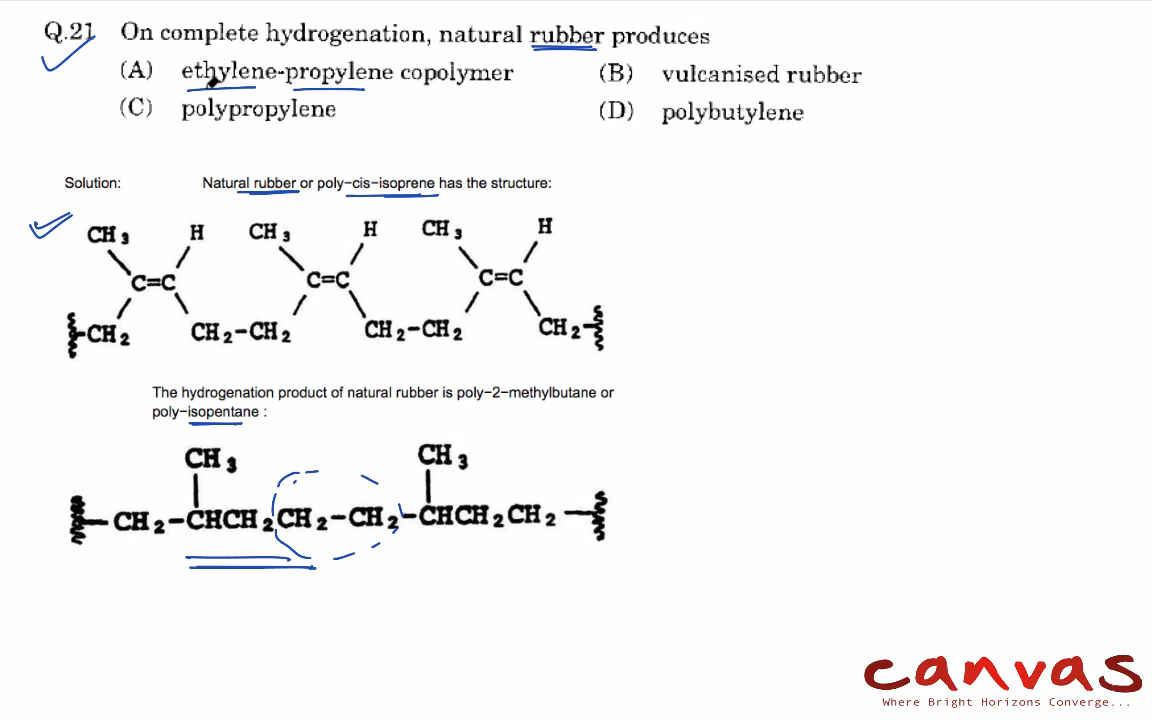 Q.21 On complete hydrogenation, natural rubber produces
(A) ethylene-propylene copolymer (B) vulcanised rubber
(C) polypropylene (D) polybutylene
Solution: Natural rubber or poly-cis-isoprene has the structure:
CH3 H CH3 H CH3 H
C=C C=C C=C
CH2 CH2-CH2 CH2-CH2 CH2
The hydrogenation product of natural rubber is poly-2-methylbutane or
poly-isopentane :
CH3 CH3
CH2-CHCH2CH2-CH2-CHCH2CH2
canvas
Where Bright Horizons Converge...